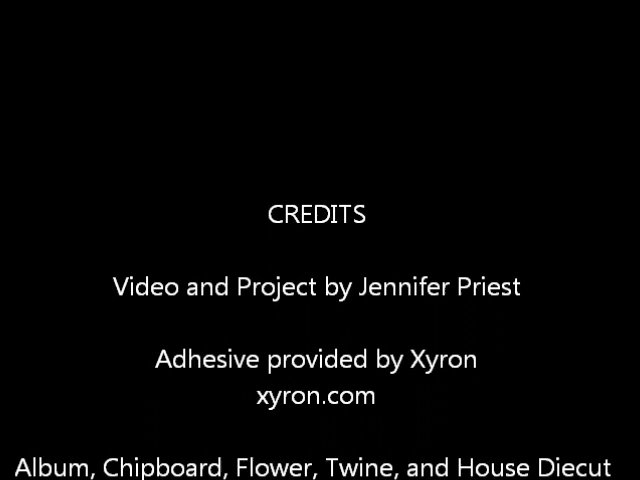 CREDITS
Video and Project by Jennifer Priest
Adhesive provided by Xyron
xyron.com
Album, Chipboard, Flower, Twine, and House Diecut